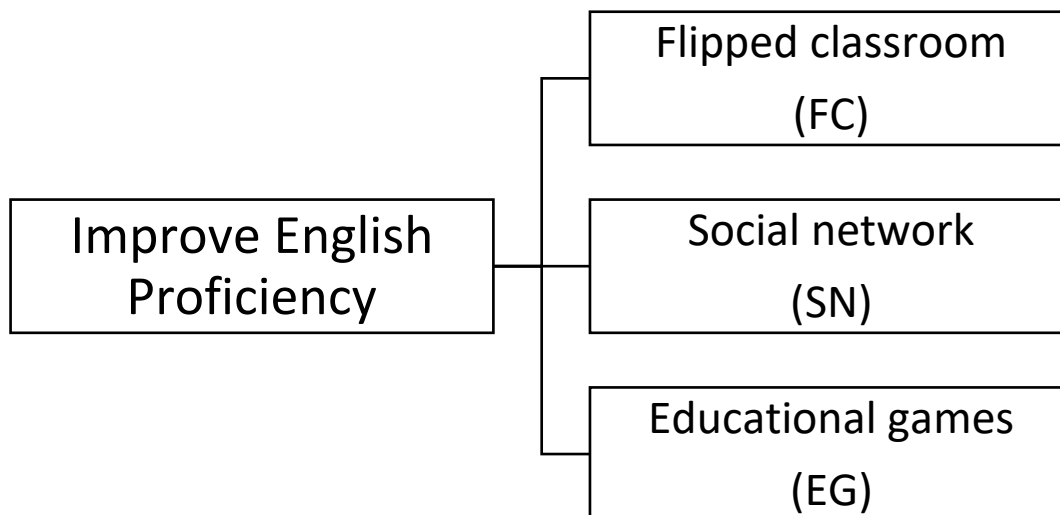 Improve English
Proficiency
Flipped classroom
(FC)
Social network
(SN)
Educational games
(EG)